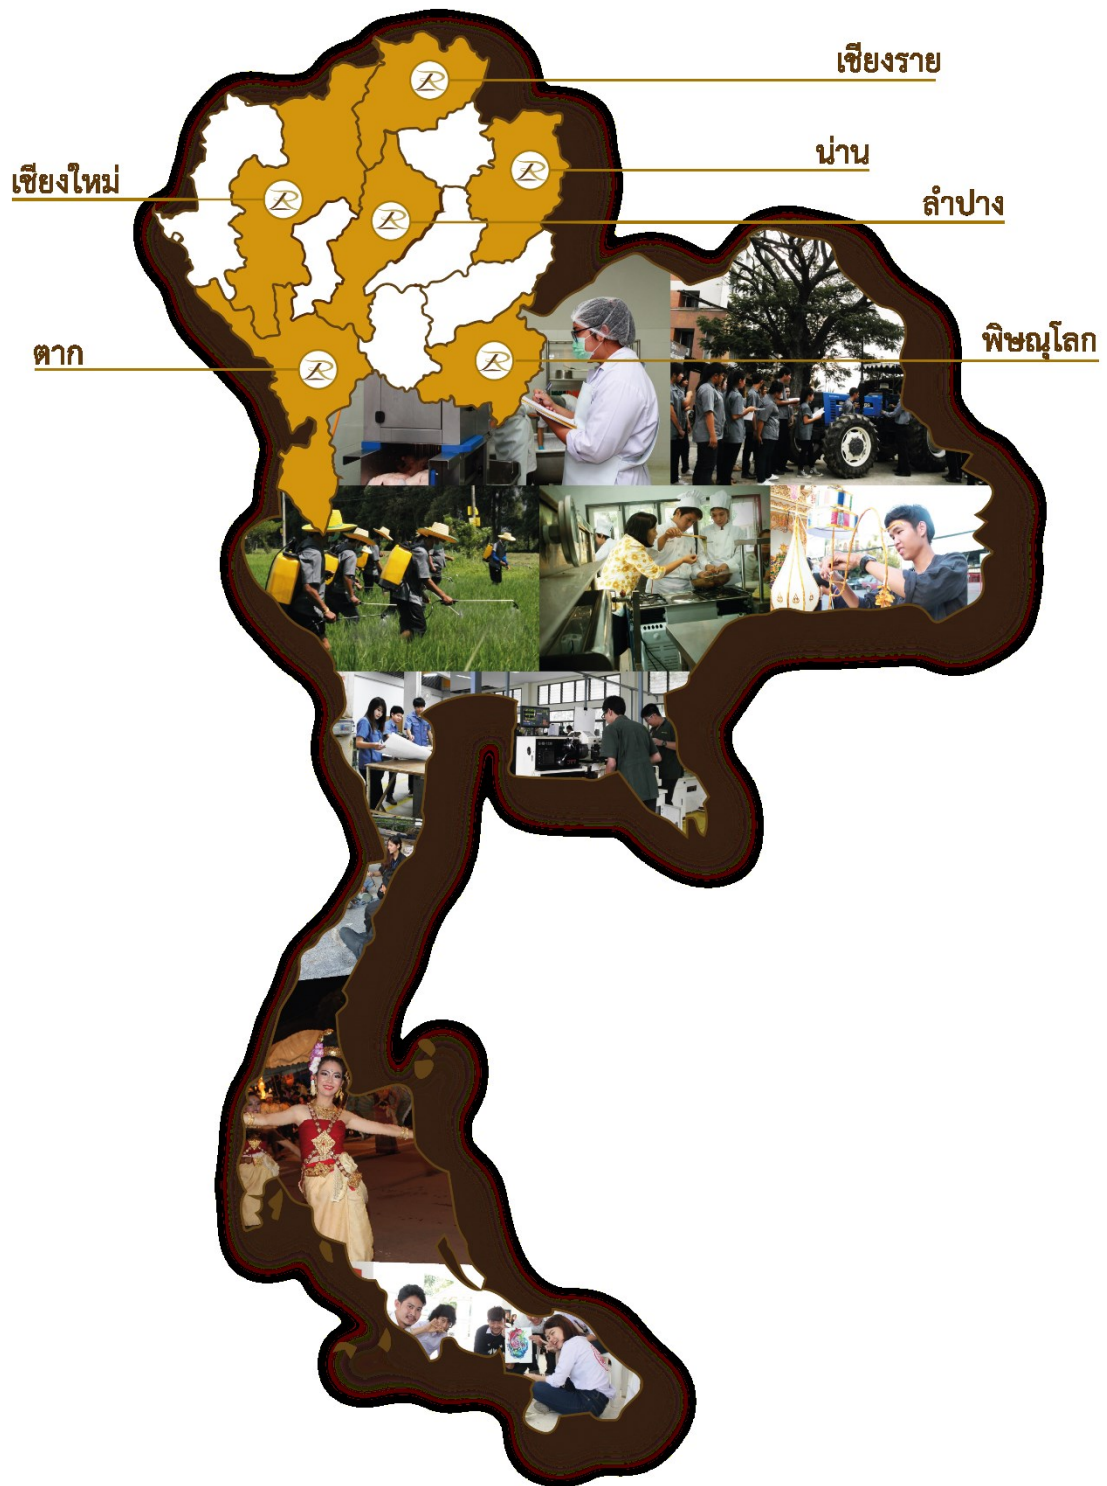 เชียงราย
น่าน
เชียงใหม่
ลำปาง
พิษณุโลก
ตาก